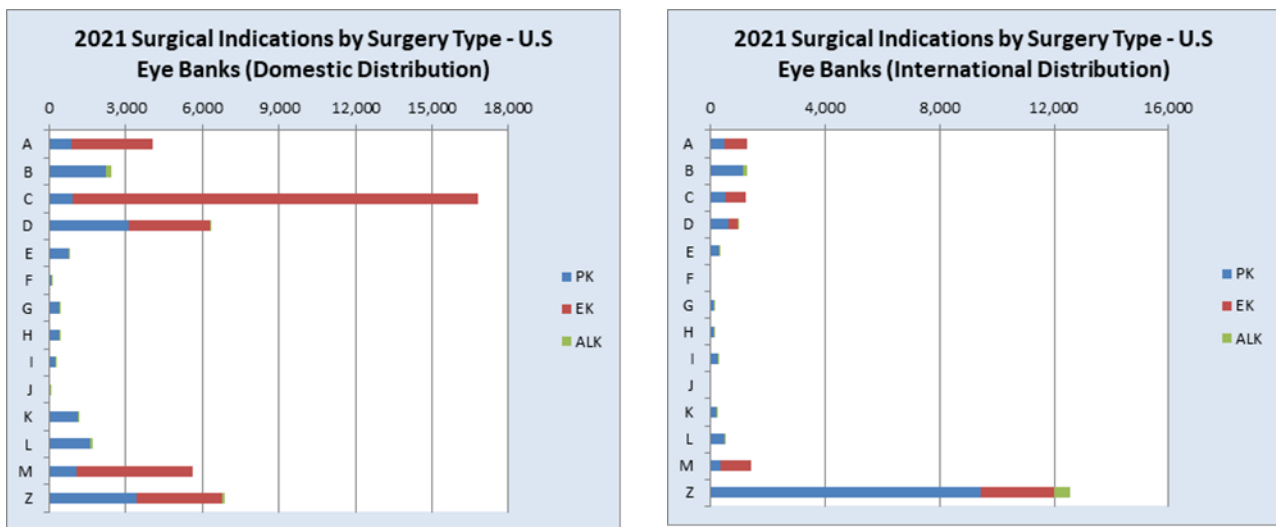 2021 Surgical Indications by Surgery Type - U.S
Eye Banks (Domestic Distribution)
0 3,000 6,000 9,000 12,000 15,000 18,000
A
B
C
D
E
F
G
H
I
J
K
L
M
Z
PK
EK
ALK
2021 Surgical Indications by Surgery Type - U.S
Eye Banks (International Distribution)
0 4,000 8,000 12,000 16,000
A
B
C
D
E
F
G
H
I
J
K
L
M
Z
PK
EK
ALK